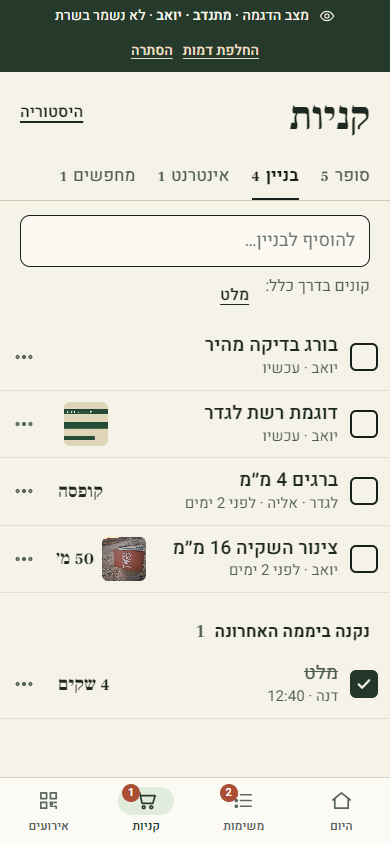 מצב הדגמה · מתנדב · יואב · לא נשמר בשרת
החלפת דמות הסתרה
קניות
היסטוריה
סופר 5 בניין 4 אינטרנט 1 מחפשים 1
להוסיף לבניין...
קונים בדרך כלל: מלט
בורג בדיקה מהיר
יואב · עכשיו
דוגמת רשת לגדר
יואב · עכשיו
ברגים 4 מ״מ
לגדר · אליה · לפני 2 ימים
קופסה
צינור השקיה 16 מ״מ
יואב · לפני 2 ימים
50 מ׳
נקנה ביממה האחרונה 1
מלט
דנה · 12:40
4 שקים
היום
משימות 2
קניות 1
אירועים